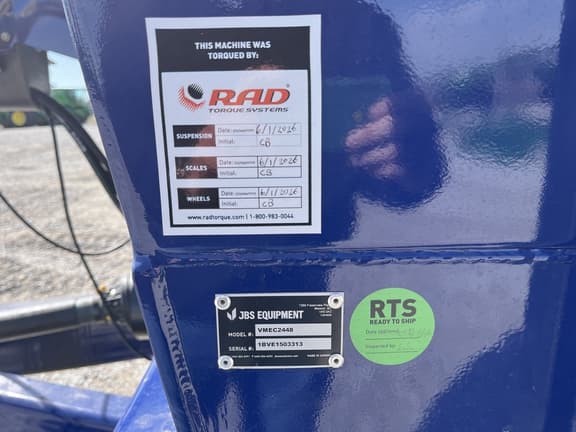 THIS MACHINE WAS
TORQUED BY:
RAD
TORQUE SYSTEMS
SUSPENSION
Date: 6/1/2026
Initial: CB
SCALES
Date: 6/1/2026
Initial: CB
WHEELS
Date: 6/1/2026
Initial: CB
www.radtorque.com | 1-800-983-0044
JBS EQUIPMENT
MODEL #: VMEC2448
SERIAL #: 1BVE1503313
RTS
READY TO SHIP
Inspected by: